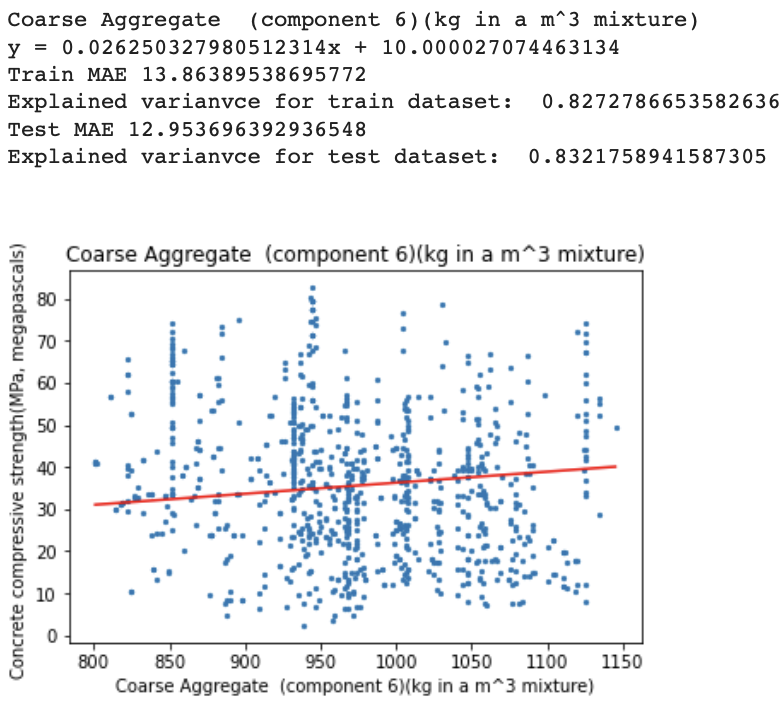 Coarse Aggregate  (component 6)(kg in a m^3 mixture)
y = 0.026250327980512314x + 10.000027074463134
Train MAE 13.86389538695772
Explained varianvce for train dataset:  0.8272786653582636
Test MAE 12.953696392936548
Explained varianvce for test dataset:  0.8321758941587305
Coarse Aggregate  (component 6)(kg in a m^3 mixture)
Concrete compressive strength(MPa, megapascals)
80
70
60
50
40
30
20
10
0
800 850 900 950 1000 1050 1100 1150
Coarse Aggregate  (component 6)(kg in a m^3 mixture)